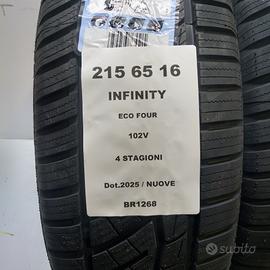 215 65 16
INFINITY
ECO FOUR
102V
4 STAGIONI
Dot.2025 / NUOVE
BR1268
subito